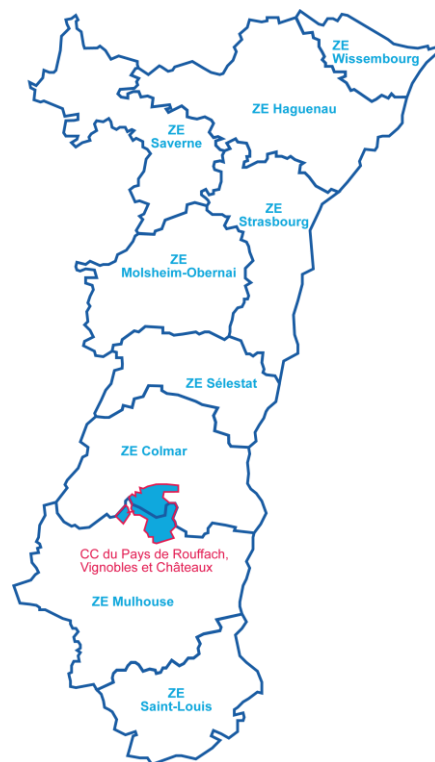 ZE
Wissembourg
ZE Haguenau
ZE
Saverne
ZE
Strasbourg
ZE
Molsheim-Obernai
ZE Sélestat
ZE Colmar
CC du Pays de Rouffach,
Vignobles et Châteaux
ZE Mulhouse
ZE
Saint-Louis